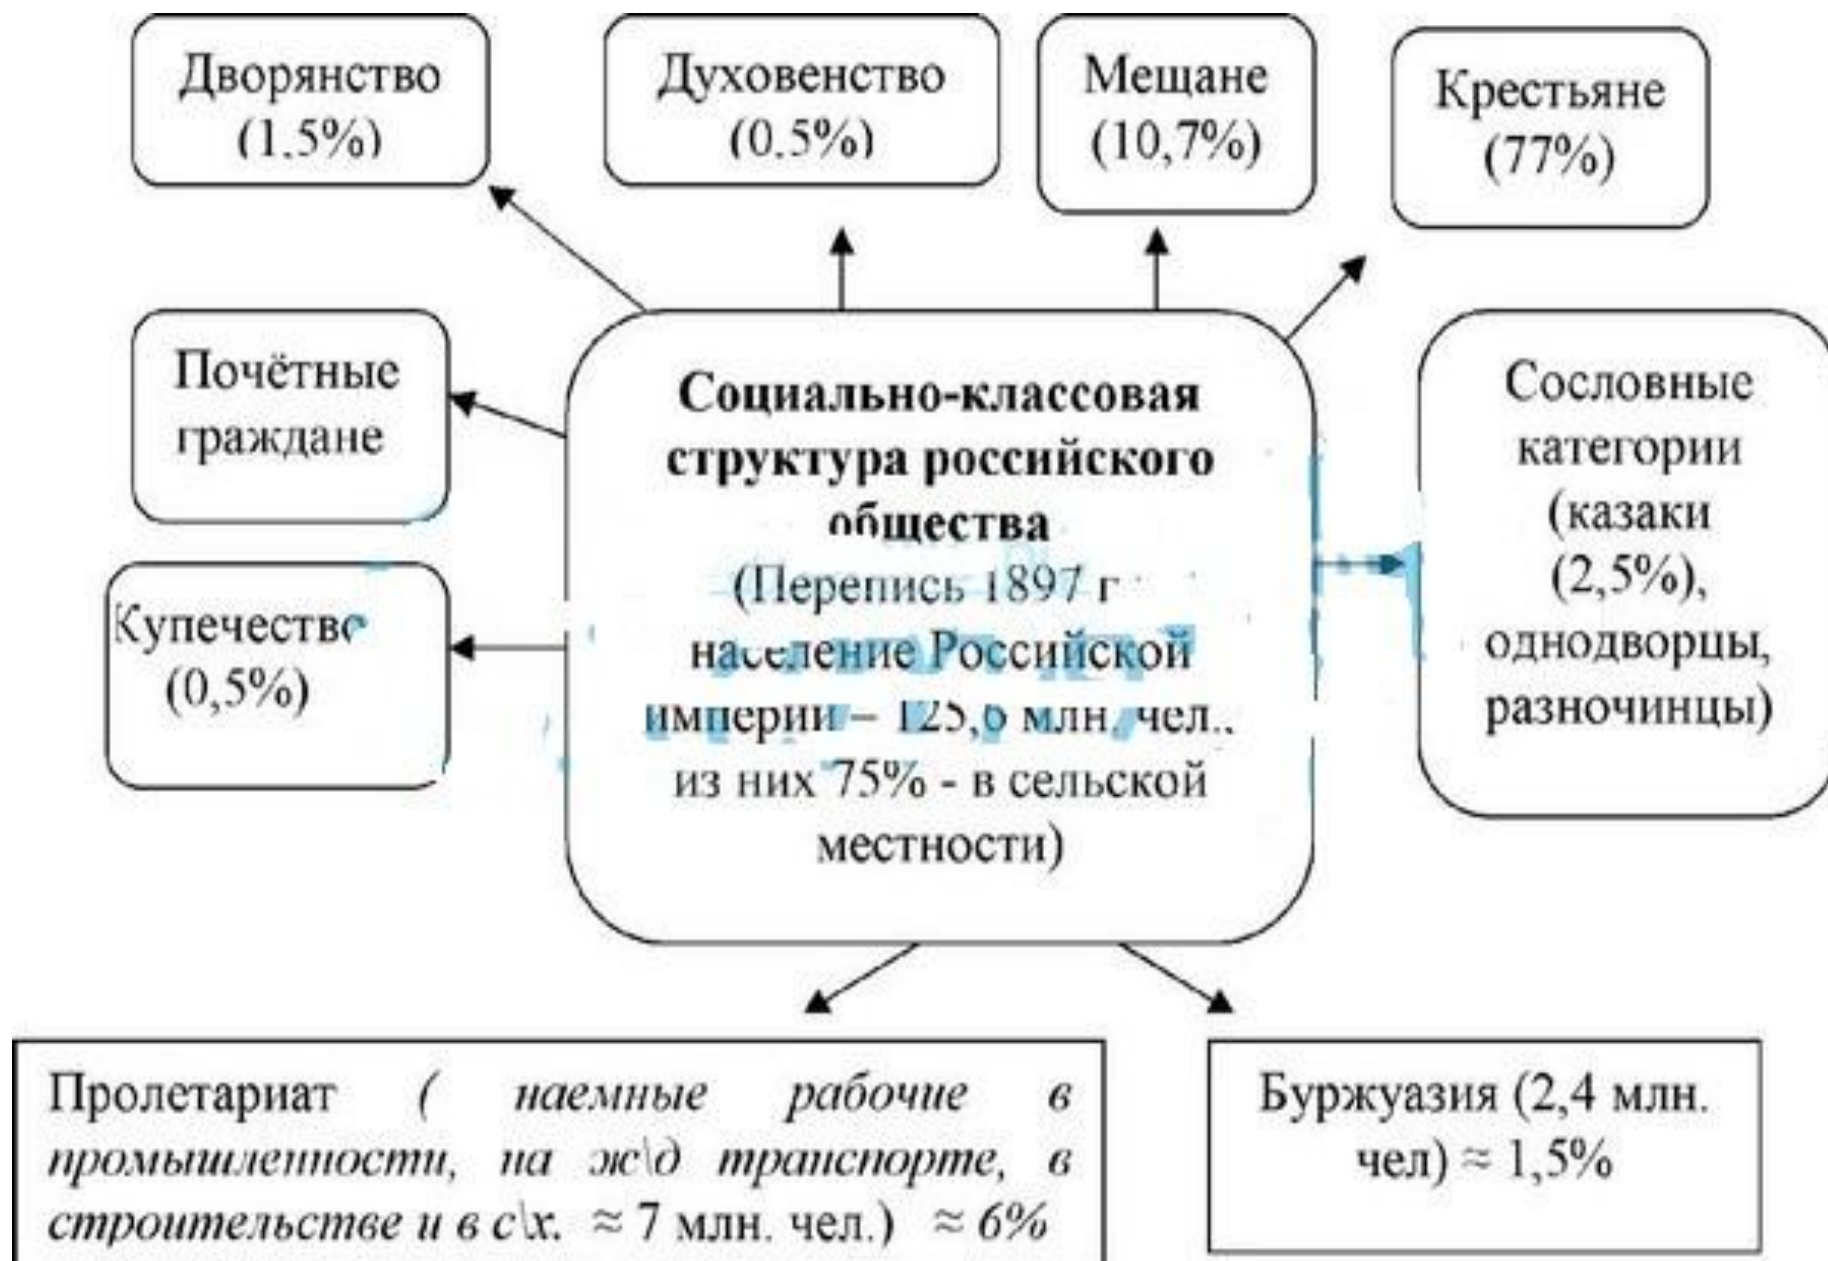 Дворянство
(1,5%)
Духовенство
(0,5%)
Мещане
(10,7%)
Крестьяне
(77%)
Почётные
граждане
Социально-классовая
структура российского
общества
(Перепись 1897 г
население Российской
империи – 125,6 млн. чел.,
из них 75% - в сельской
местности)
Сословные
категории
(казаки
(2,5%),
однодворцы,
разночинцы)
Купечество
(0,5%)
Пролетариат ( наемные рабочие в
промышленности, на ж\д транспорте, в
строительстве и в с\х. ≈ 7 млн. чел.) ≈ 6%
Буржуазия (2,4 млн.
чел) ≈ 1,5%